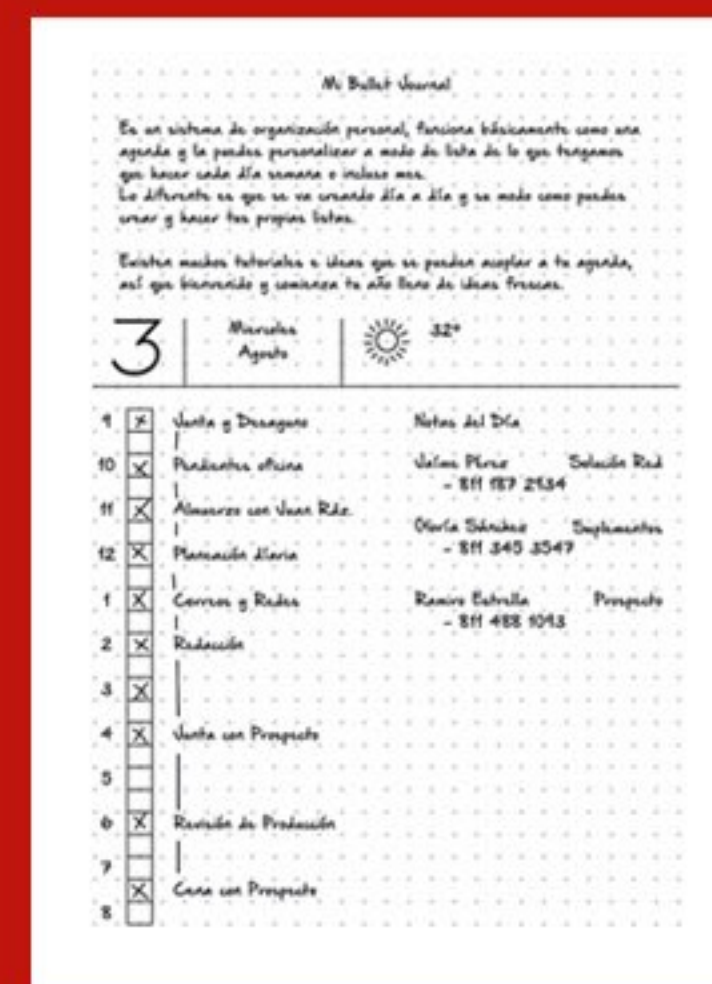 Mi Bullet Journal
Es un sistema de organización personal, funciona básicamente como una
agenda y la puedes personalizar a modo de lista de lo que tengamos
que hacer cada día semana o incluso mes.
Lo diferente es que se va creando día a día y se modo como puedes
crear y hacer tus propias listas.
Existen muchos tutoriales e ideas que se pueden acoplar a tu agenda,
así que bienvenido y comienza tu año lleno de ideas frescas.
3
Miercoles
Agosto
32°
9 x Junta y Desayuno
10 x Pendientes oficina
11 x Almuerzo con Juan Rdz.
12 x Planeación diaria
1 x Correos y Redes
2 x Redacción
3 x
4 x Junta con Prospecto
5
6 x Revisión de Producción
7
x Cena con Prospecto
8
Notas del Día
Jaime Pérez Solución Red
- 811 187 2934
Gloria Sánchez Suplementos
- 811 345 3547
Ramiro Estrella Prospecto
- 811 488 1093